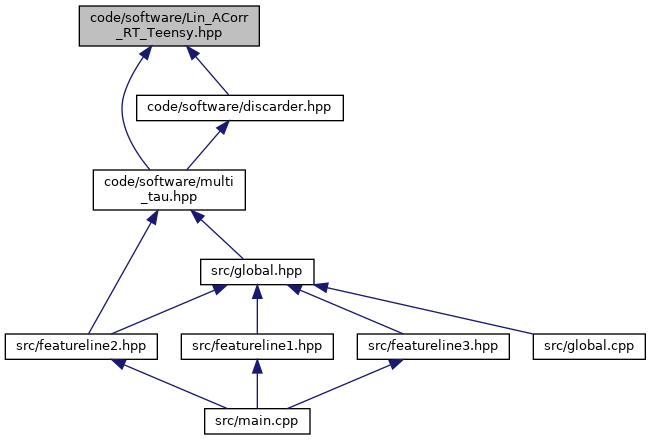 code/software/Lin_ACorr
_RT_Teensy.hpp
code/software/discarder.hpp
code/software/multi
_tau.hpp
src/global.hpp
src/featureline2.hpp
src/featureline1.hpp
src/featureline3.hpp
src/global.cpp
src/main.cpp